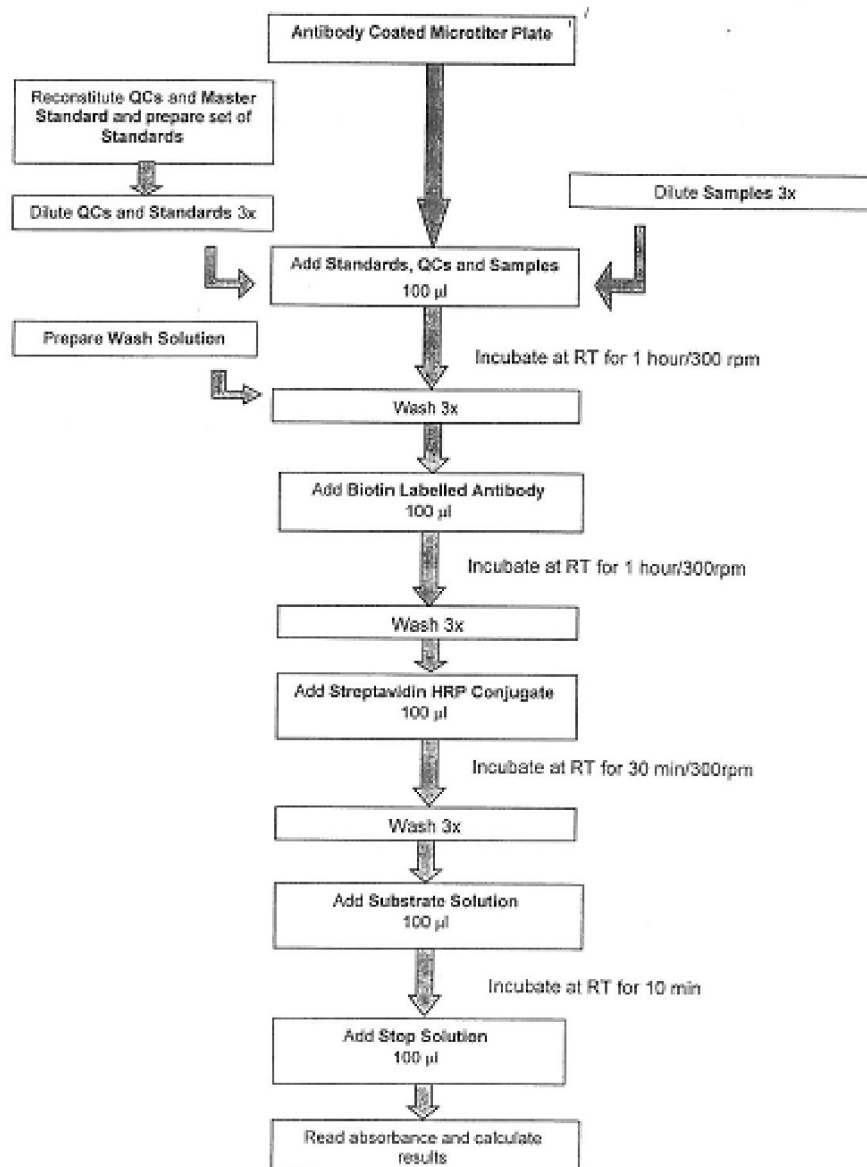 Antibody Coated Microtiter Plate
Reconstitute QCs and Master
Standard and prepare set of
Standards
Dilute QCs and Standards 3x
Dilute Samples 3x
Add Standards, QCs and Samples
100 µl
Prepare Wash Solution
Incubate at RT for 1 hour/300 rpm
Wash 3x
Add Biotin Labelled Antibody
100 µl
Incubate at RT for 1 hour/300rpm
Wash 3x
Add Streptavidin HRP Conjugate
100 µl
Incubate at RT for 30 min/300rpm
Wash 3x
Add Substrate Solution
100 µl
Incubate at RT for 10 min
Add Stop Solution
100 µl
Read absorbance and calculate
results